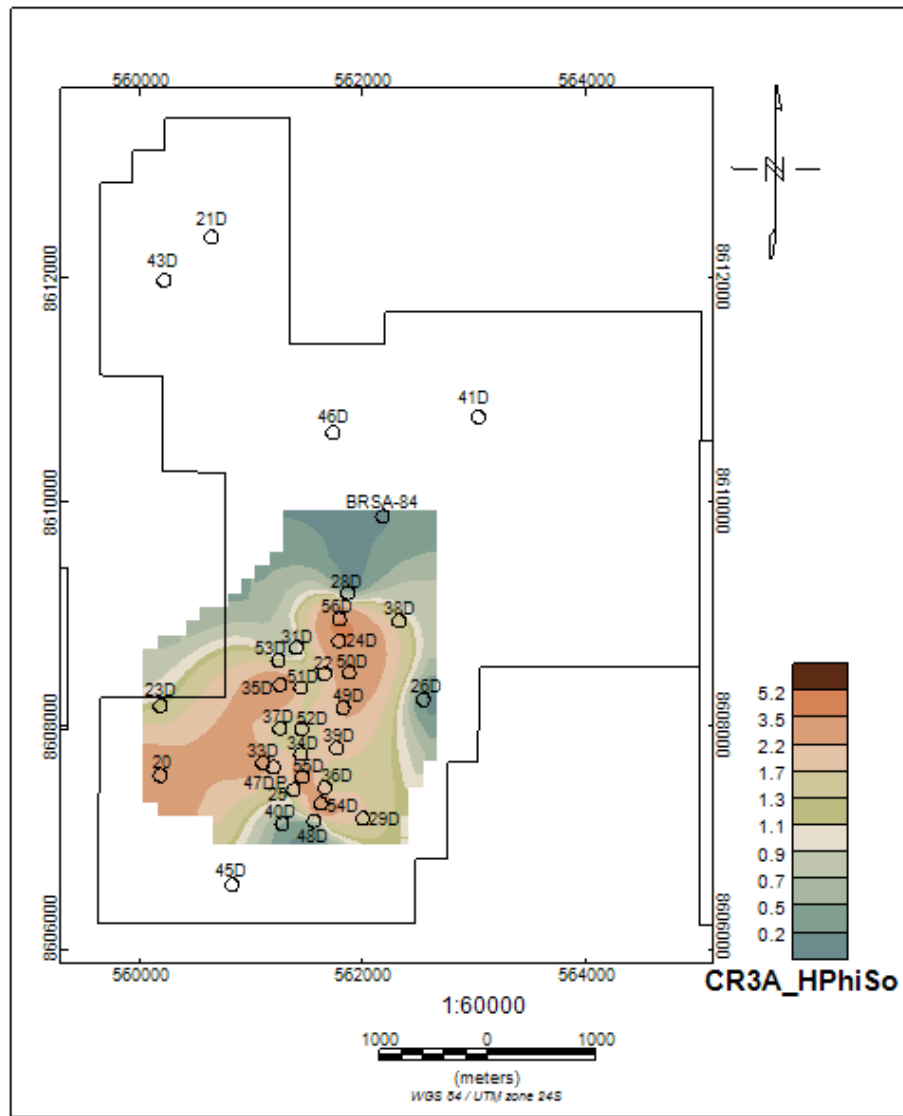 560000 562000 564000
N
21D
43D
8612000 8612000
41D
46D
8610000 8610000
BRSA-84
28D
56D 38D
31D 24D
53D 22 50D
35D 51D 26D
23D 49D
37D 52D
8608000 8608000
34D 39D
33D
20 55D 36D
47DP
25 54D
40D 29D
48D
45D
8606000 8606000
560000 562000 564000
5.2
3.5
2.2
1.7
1.3
1.1
0.9
0.7
0.5
0.2
CR3A_HPhiSo
1:60000
1000 0 1000
(meters)
WGS 84 / UTM zone 24S